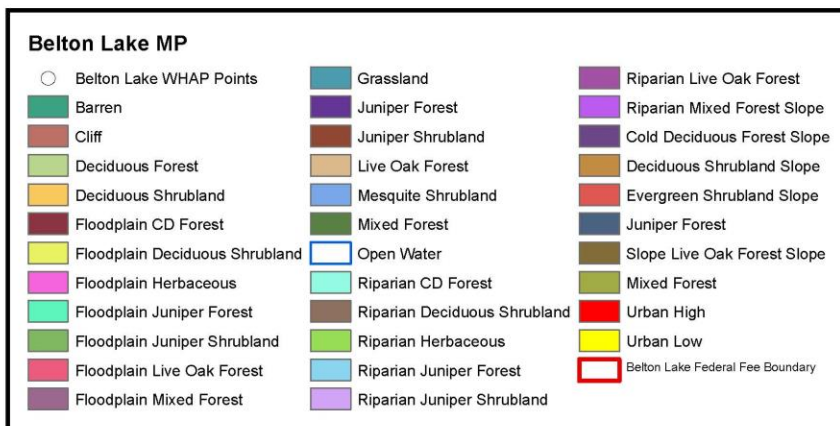 Belton Lake MP
Belton Lake WHAP Points
Barren
Cliff
Deciduous Forest
Deciduous Shrubland
Floodplain CD Forest
Floodplain Deciduous Shrubland
Floodplain Herbaceous
Floodplain Juniper Forest
Floodplain Juniper Shrubland
Floodplain Live Oak Forest
Floodplain Mixed Forest
Grassland
Juniper Forest
Juniper Shrubland
Live Oak Forest
Mesquite Shrubland
Mixed Forest
Open Water
Riparian CD Forest
Riparian Deciduous Shrubland
Riparian Herbaceous
Riparian Juniper Forest
Riparian Juniper Shrubland
Riparian Live Oak Forest
Riparian Mixed Forest Slope
Cold Deciduous Forest Slope
Deciduous Shrubland Slope
Evergreen Shrubland Slope
Juniper Forest
Slope Live Oak Forest Slope
Mixed Forest
Urban High
Urban Low
Belton Lake Federal Fee Boundary